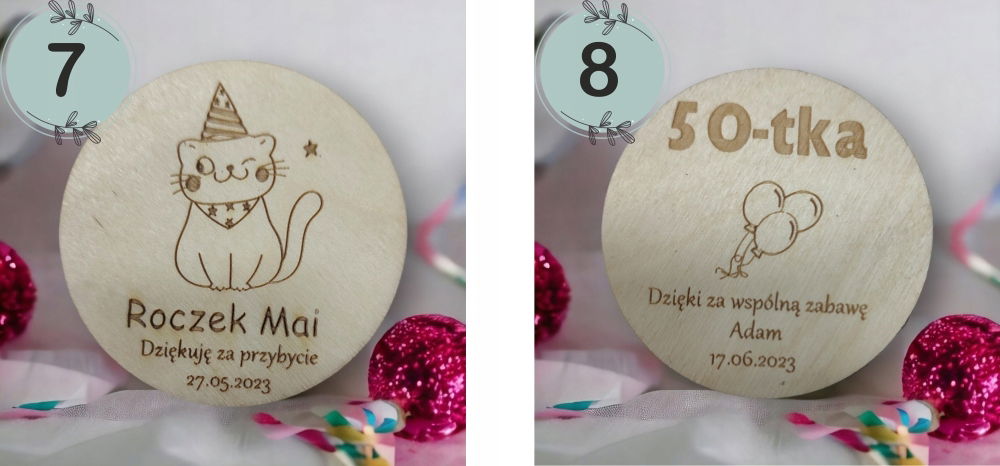 7
Roczek Mai
Dziękuję za przybycie
27.05.2023
8
50-tka
Dzięki za wspólną zabawę
Adam
17.06.2023